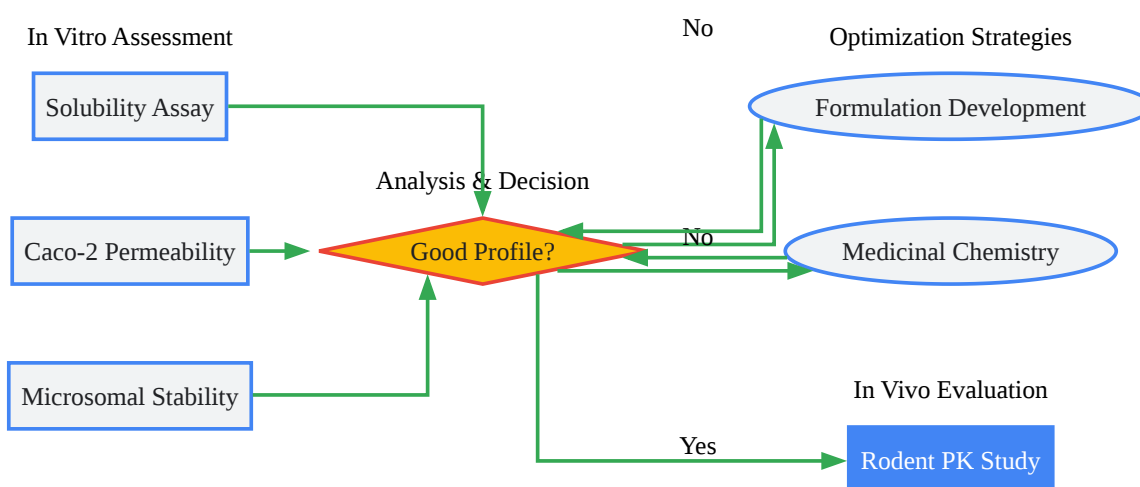 No
In Vitro Assessment
Optimization Strategies
Solubility Assay
Formulation Development
Analysis & Decision
Caco-2 Permeability
Good Profile?
No
Medicinal Chemistry
Microsomal Stability
In Vivo Evaluation
Yes
Rodent PK Study